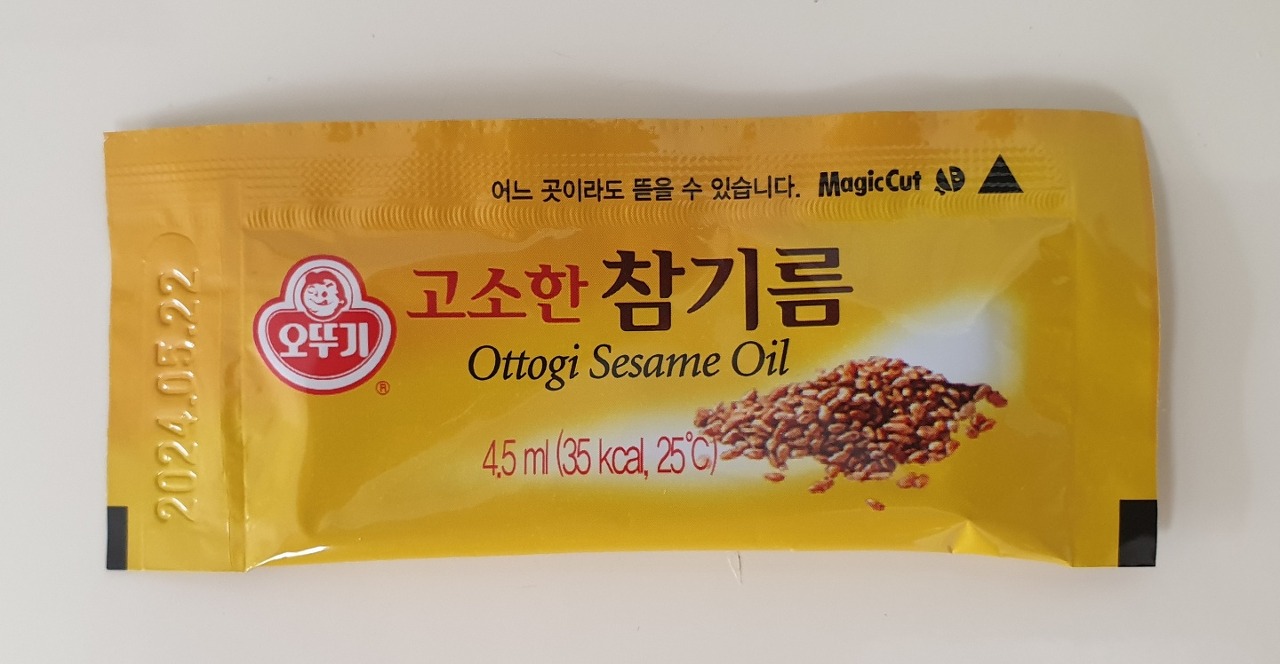 어느 곳이라도 뜯을 수 있습니다. MagicCut
오뚜기
®
고소한 참기름
Ottogi Sesame Oil
4.5 ml (35 kcal, 25℃)
2024.05.22